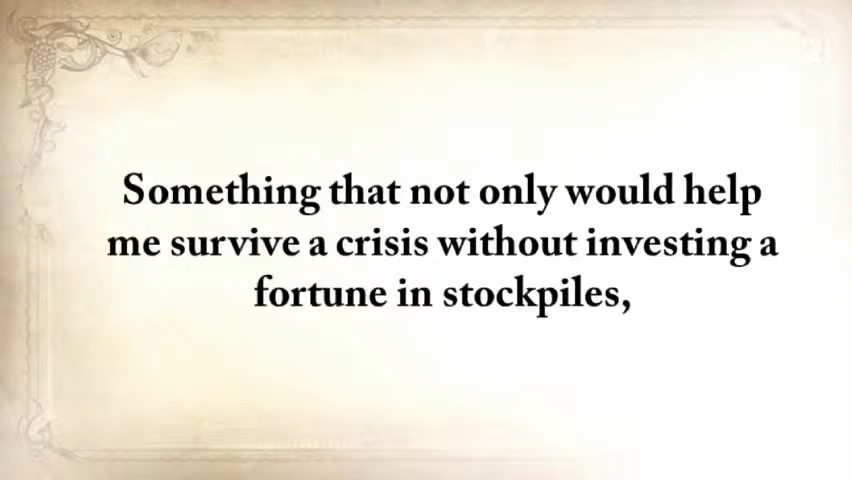 Something that not only would help
me survive a crisis without investing a
fortune in stockpiles,